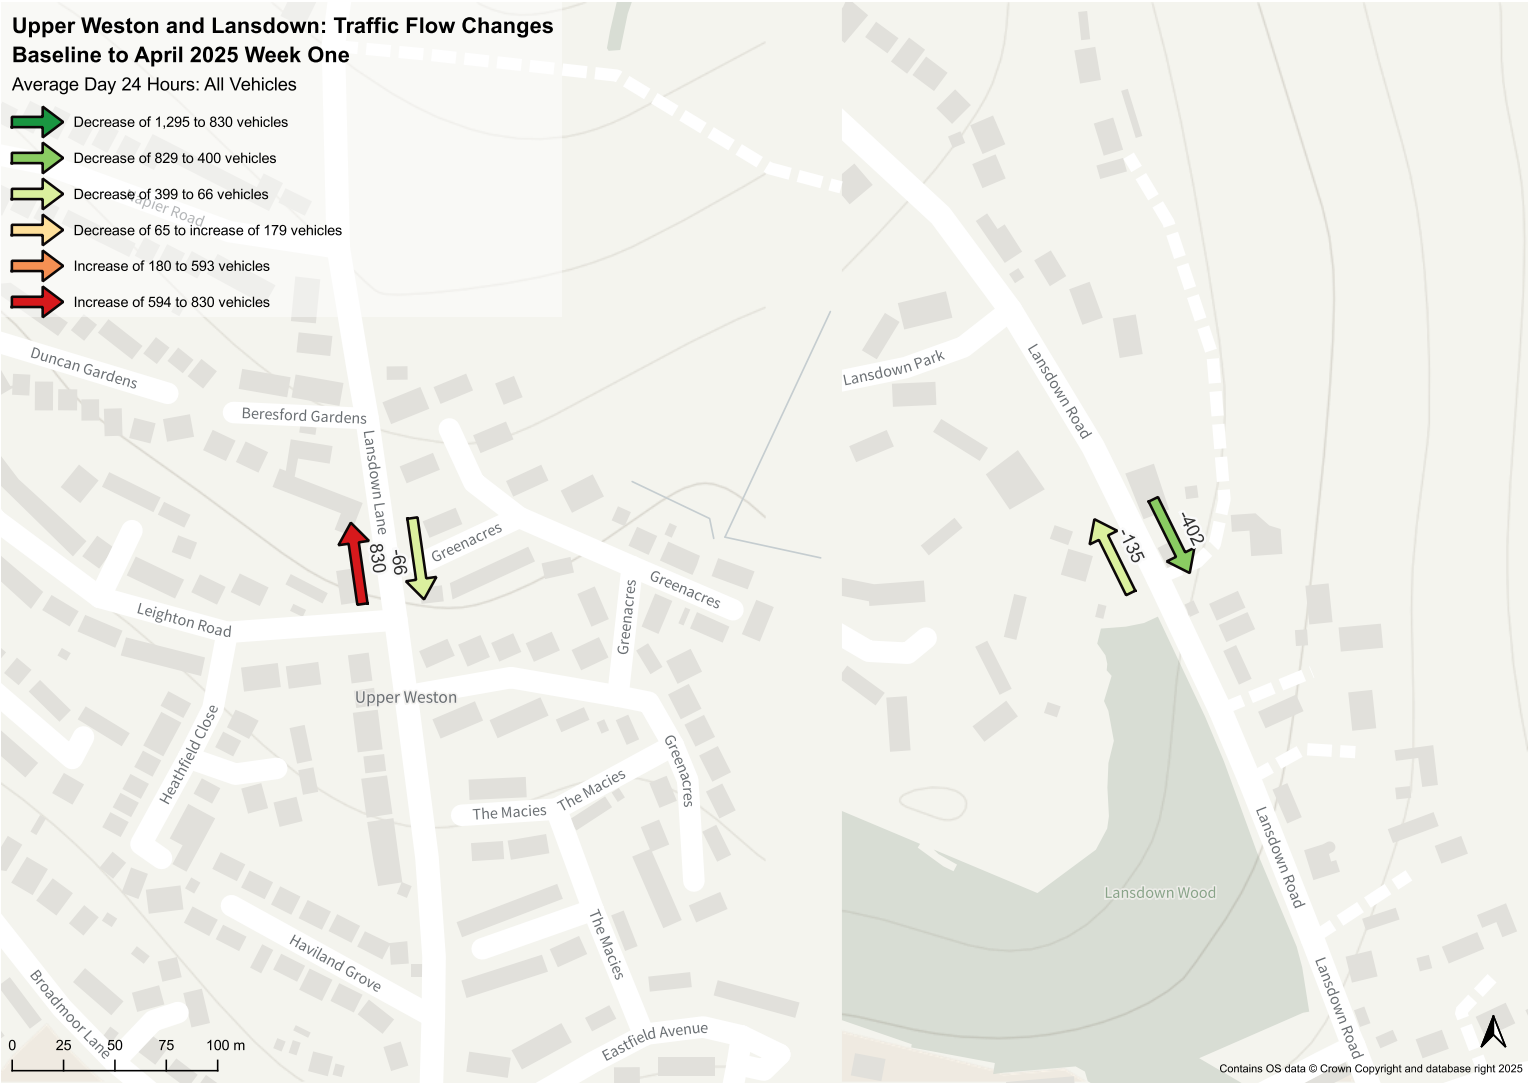 Upper Weston and Lansdown: Traffic Flow Changes
Baseline to April 2025 Week One
Average Day 24 Hours: All Vehicles
Decrease of 1,295 to 830 vehicles
Decrease of 829 to 400 vehicles
Decrease of 399 to 66 vehicles
Napier Road
Decrease of 65 to increase of 179 vehicles
Increase of 180 to 593 vehicles
Increase of 594 to 830 vehicles
Duncan Gardens
Beresford Gardens
Lansdown Lane
Greenacres
830
-66
Leighton Road
Greenacres
Greenacres
Upper Weston
Heathfield Close
Greenacres
The Macies
The Macies
The Macies
Haviland Grove
Broadmoor Lane
Eastfield Avenue
0 25 50 75 100 m
Lansdown Park
Lansdown Road
-135
-402
Lansdown Road
Lansdown Wood
Lansdown Road
Contains OS data © Crown Copyright and database right 2025